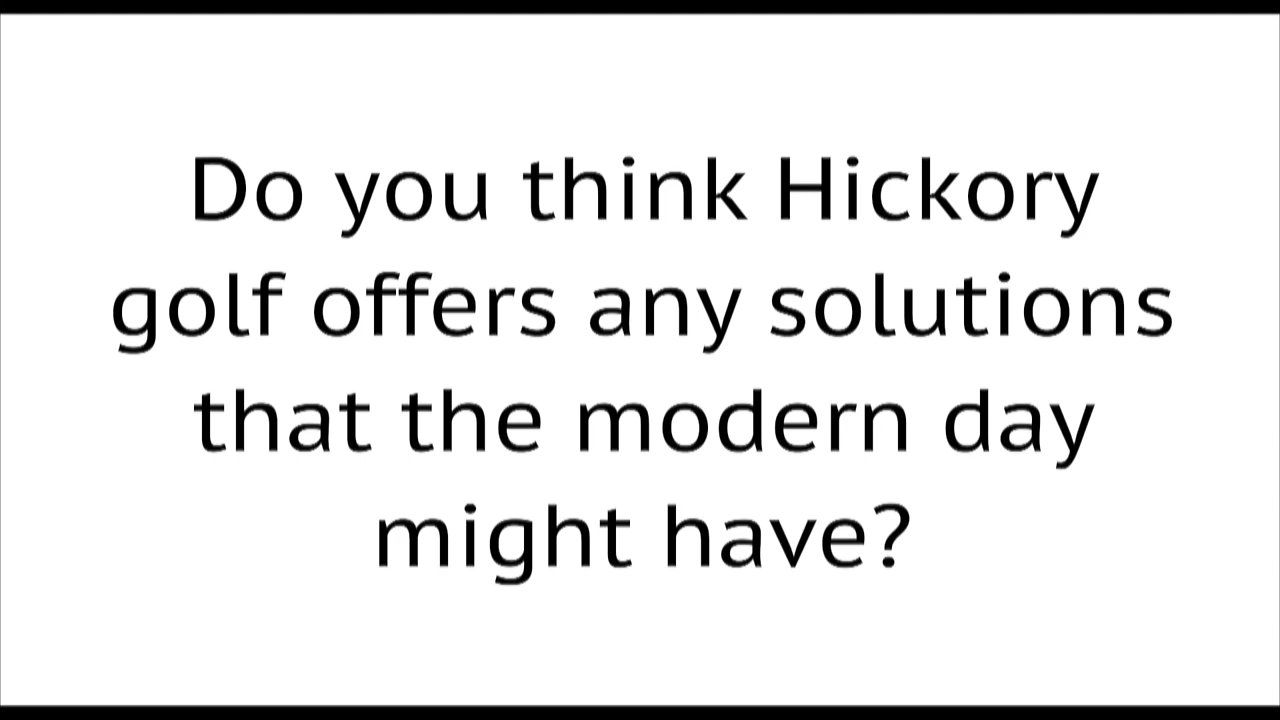 Do you think Hickory
golf offers any solutions
that the modern day
might have?